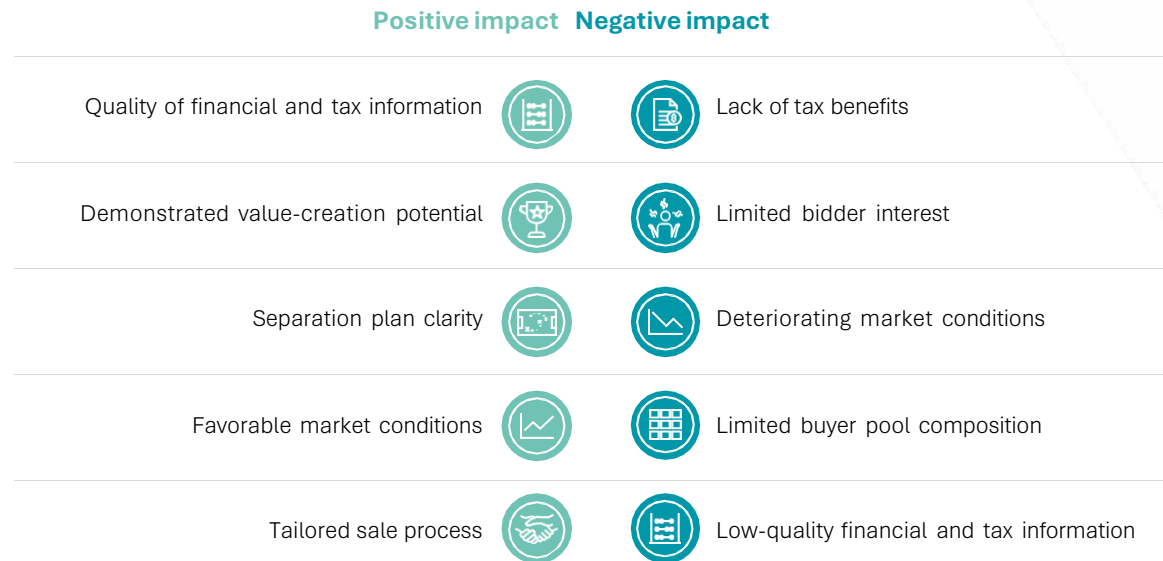 Positive impact Negative impact
Quality of financial and tax information Lack of tax benefits
Demonstrated value-creation potential Limited bidder interest
Separation plan clarity Deteriorating market conditions
Favorable market conditions Limited buyer pool composition
Tailored sale process Low-quality financial and tax information